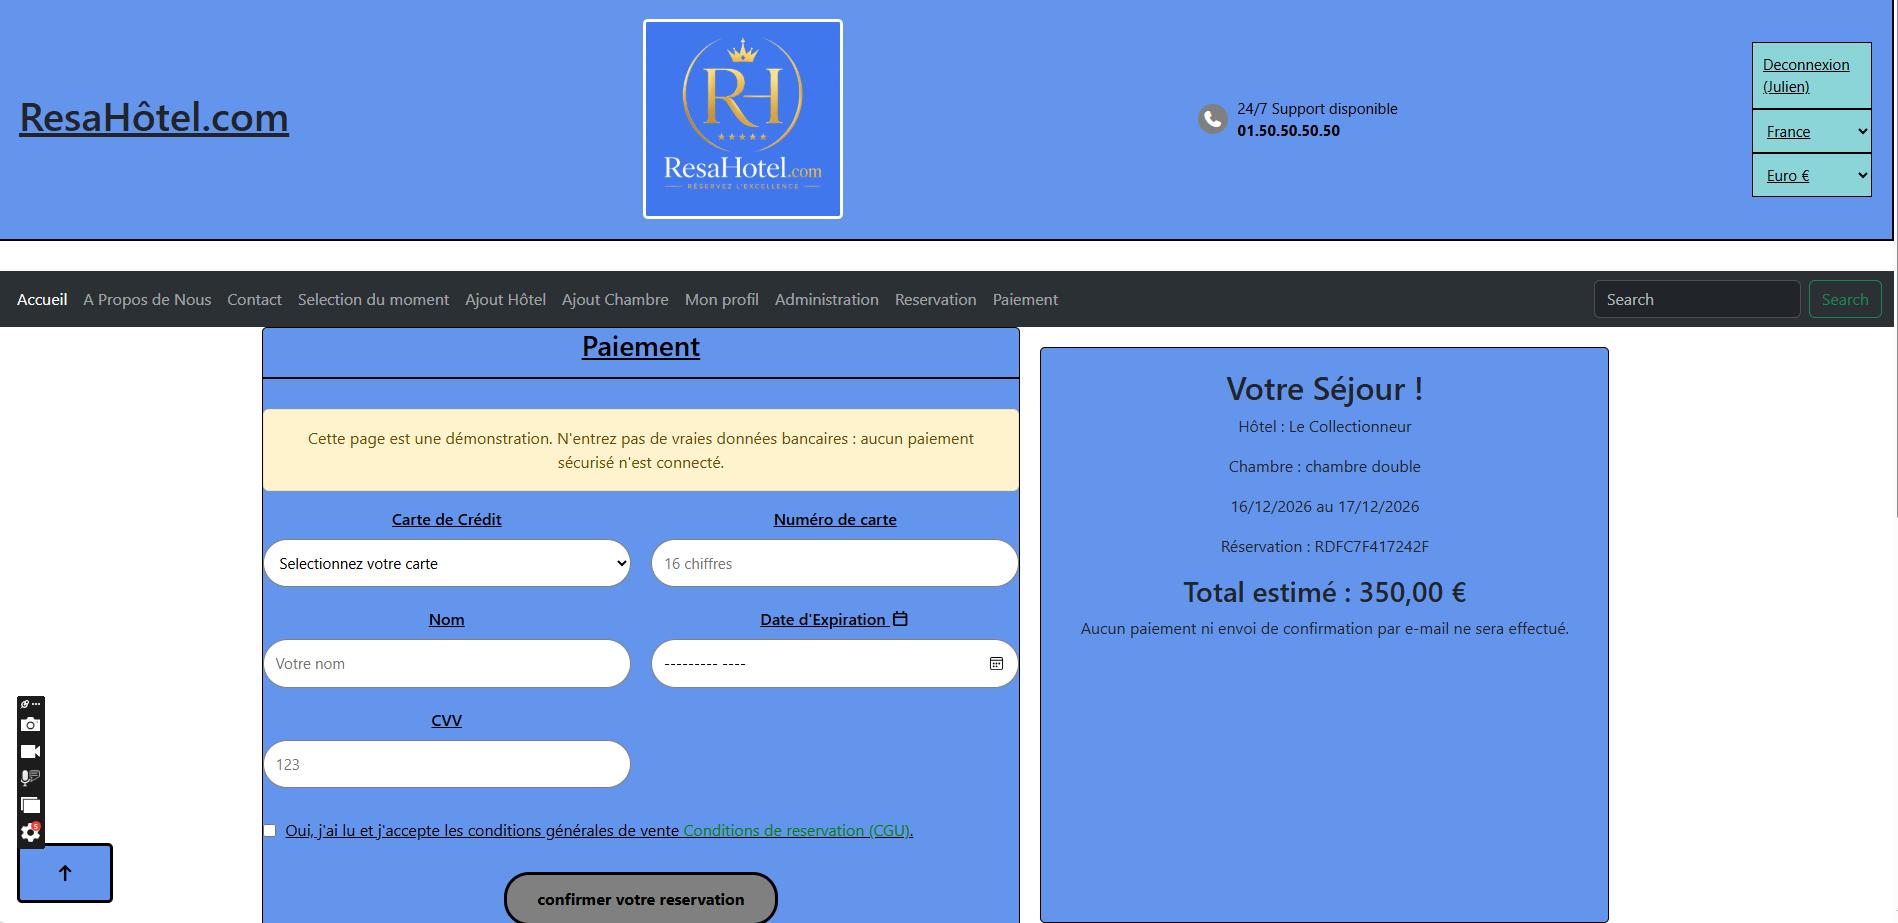 ResaHôtel.com
RH
ResaHotel.com
RÉSERVEZ L'EXCELLENCE
24/7 Support disponible
01.50.50.50.50
Deconnexion
(Julien)
France
Euro €
Accueil A Propos de Nous Contact Selection du moment Ajout Hôtel Ajout Chambre Mon profil Administration Reservation Paiement Search Search
Paiement
Cette page est une démonstration. N'entrez pas de vraies données bancaires : aucun paiement
sécurisé n'est connecté.
Carte de Crédit Numéro de carte
Selectionnez votre carte 16 chiffres
Nom Date d'Expiration
Votre nom --------- ----
CVV
123
Oui, j'ai lu et j'accepte les conditions générales de vente Conditions de reservation (CGU).
confirmer votre reservation
Votre Séjour !
Hôtel : Le Collectionneur
Chambre : chambre double
16/12/2026 au 17/12/2026
Réservation : RDFC7F417242F
Total estimé : 350,00 €
Aucun paiement ni envoi de confirmation par e-mail ne sera effectué.
5